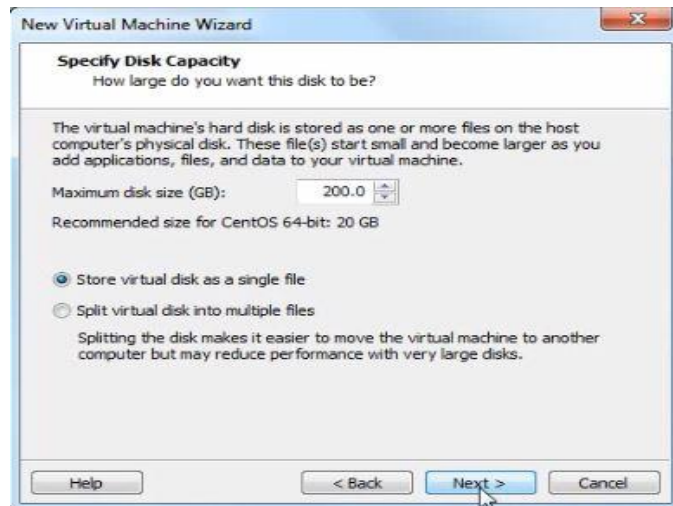 New Virtual Machine Wizard
Specify Disk Capacity
How large do you want this disk to be?
The virtual machine's hard disk is stored as one or more files on the host
computer's physical disk. These file(s) start small and become larger as you
add applications, files, and data to your virtual machine.
Maximum disk size (GB): 200.0
Recommended size for CentOS 64-bit: 20 GB
Store virtual disk as a single file
Split virtual disk into multiple files
Splitting the disk makes it easier to move the virtual machine to another
computer but may reduce performance with very large disks.
Help < Back Next > Cancel